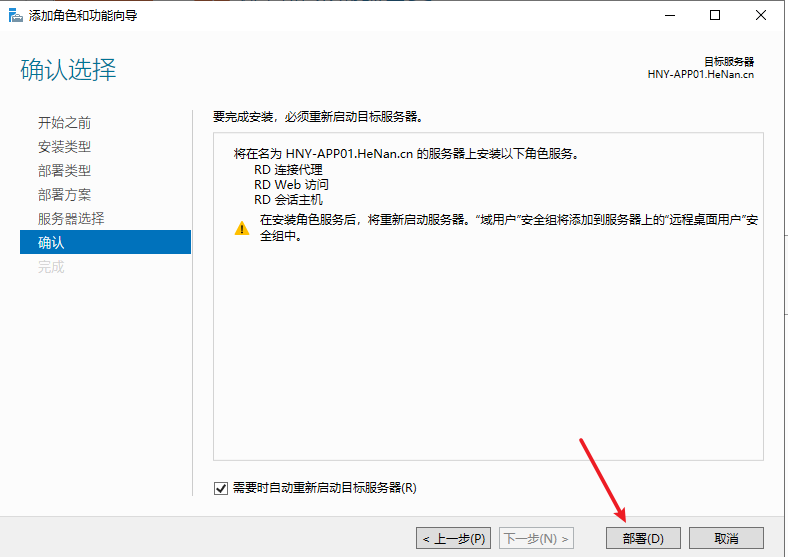 添加角色和功能向导
确认选择
目标服务器
HNY-APP01.HeNan.cn
开始之前
安装类型
部署类型
部署方案
服务器选择
确认
完成
要完成安装，必须重新启动目标服务器。
将在名为 HNY-APP01.HeNan.cn 的服务器上安装以下角色服务。
RD 连接代理
RD Web 访问
RD 会话主机
在安装角色服务后，将重新启动服务器。“域用户”安全组将添加到服务器上的“远程桌面用户”安
全组中。
需要时自动重新启动目标服务器(R)
< 上一步(P)
下一步(N) >
部署(D)
取消